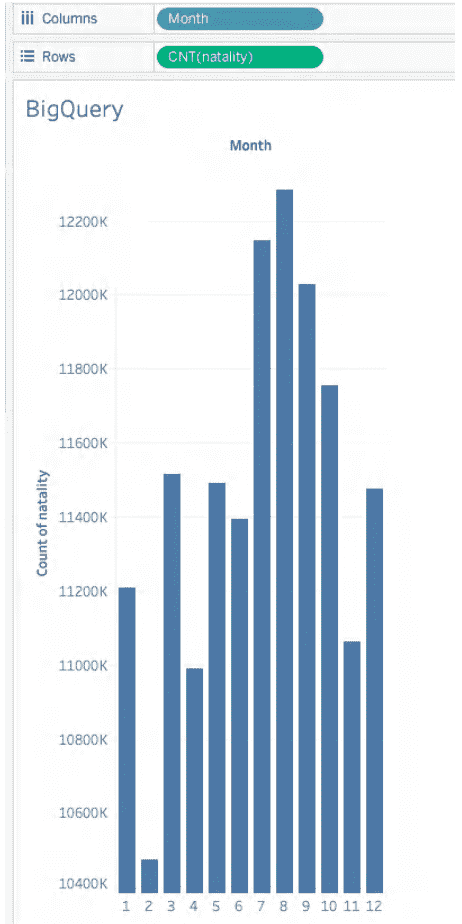 Columns Month
Rows CNT(natality)
BigQuery
Month
Count of natality
12200K
12000K
11800K
11600K
11400K
11200K
11000K
10800K
10600K
10400K
1 2 3 4 5 6 7 8 9 10 11 12